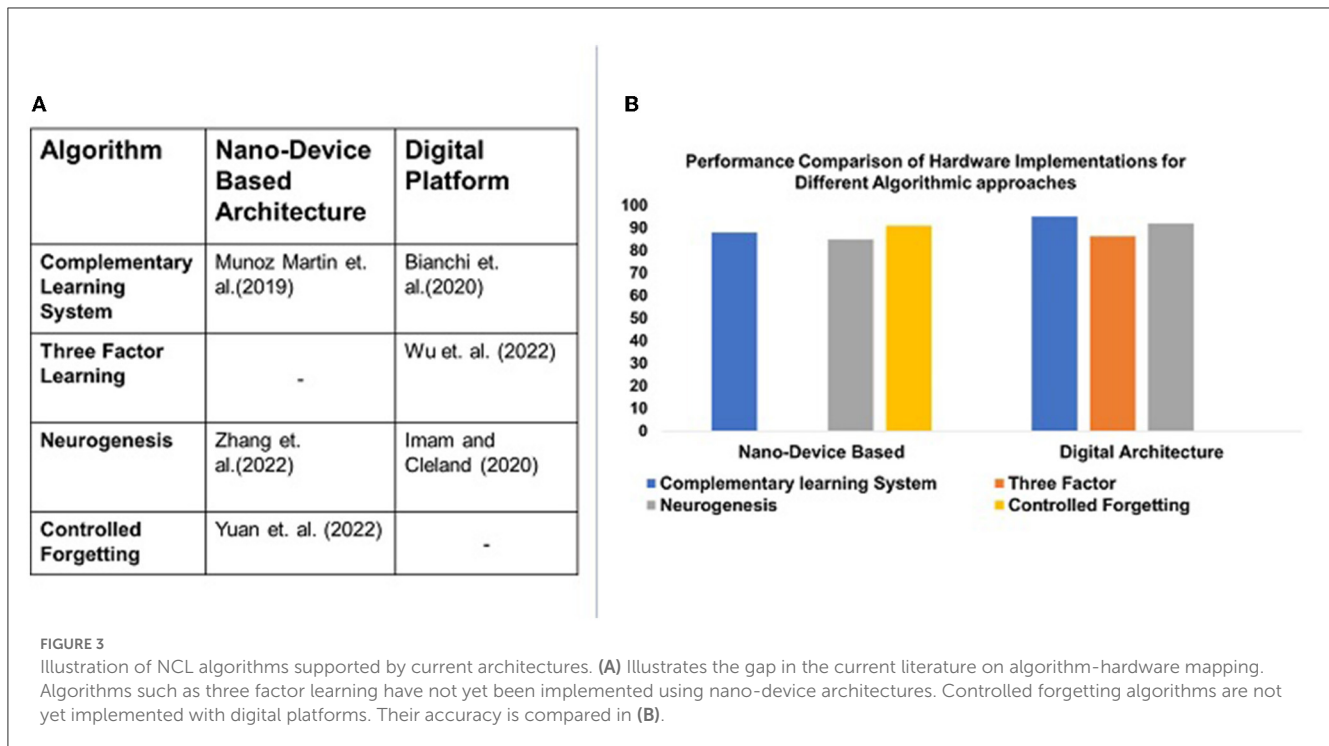 A
Algorithm
Nano-Device
Based
Architecture
Digital
Platform
Complementary
Learning
System
Munoz Martin et.
al.(2019)
Bianchi et.
al.(2020)
Three Factor
Learning
-
Wu et. al. (2022)
Neurogenesis
Zhang et.
al.(2022)
Imam and
Cleland (2020)
Controlled
Forgetting
Yuan et. al. (2022)
-
B
Performance Comparison of Hardware Implementations for
Different Algorithmic approaches
100
90
80
70
60
50
40
30
20
10
0
Nano-Device Based
Digital Architecture
Complementary learning System
Three Factor
Neurogenesis
Controlled Forgetting
FIGURE 3
Illustration of NCL algorithms supported by current architectures. (A) Illustrates the gap in the current literature on algorithm-hardware mapping.
Algorithms such as three factor learning have not yet been implemented using nano-device architectures. Controlled forgetting algorithms are not
yet implemented with digital platforms. Their accuracy is compared in (B).